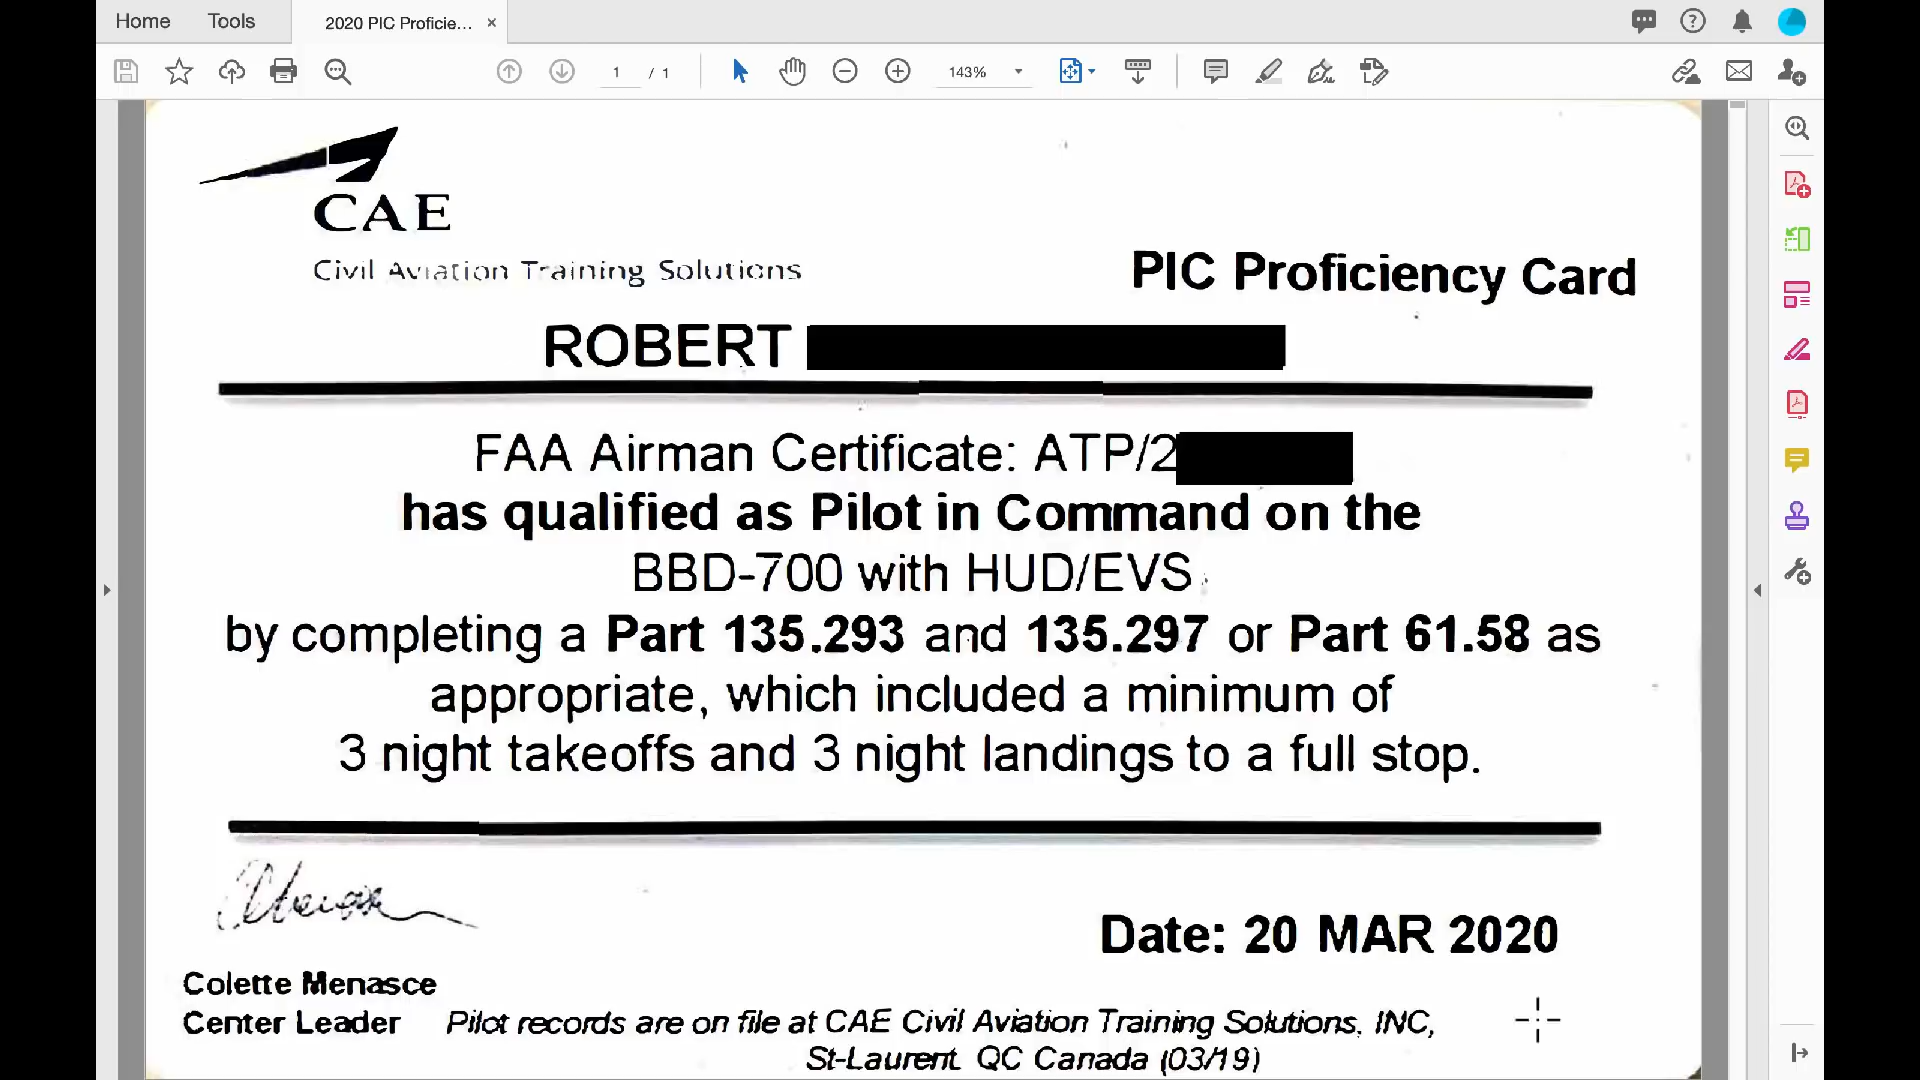 Home Tools 2020 PIC Proficie... ×
1 / 1 143%
CAE
Civil Aviation Training Solutions
PIC Proficiency Card
ROBERT
FAA Airman Certificate: ATP/2
has qualified as Pilot in Command on the
BBD-700 with HUD/EVS
by completing a Part 135.293 and 135.297 or Part 61.58 as
appropriate, which included a minimum of
3 night takeoffs and 3 night landings to a full stop.
Date: 20 MAR 2020
Colette Menasce
Center Leader
Pilot records are on file at CAE Civil Aviation Training Solutions, INC,
St-Laurent QC Canada (03/19)